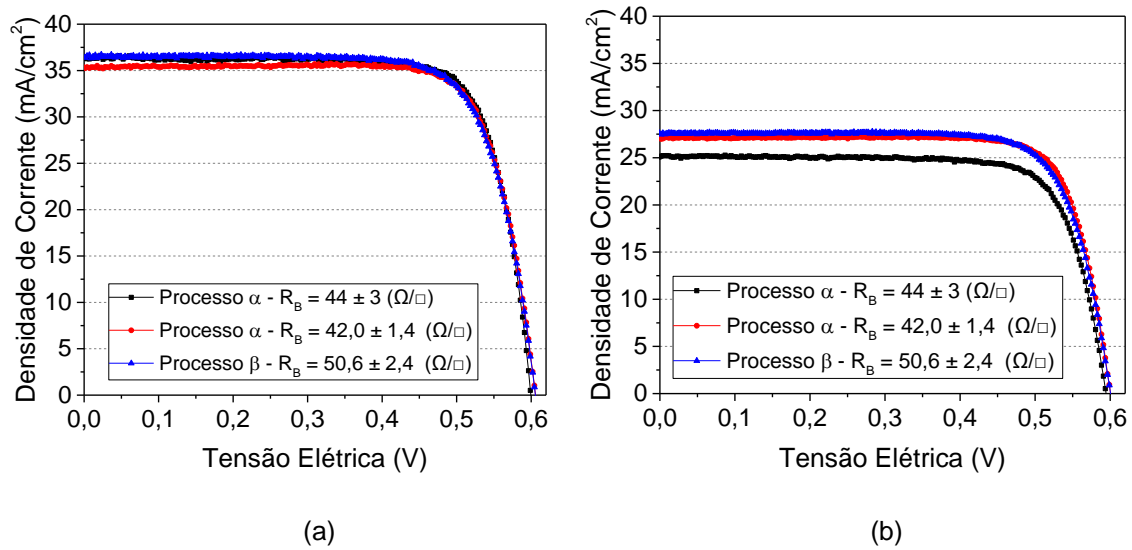 40
35
30
25
20
15
10
5
0
Densidade de Corrente (mA/cm²)
Processo α - R_B = 44 ± 3 (Ω/□)
Processo α - R_B = 42,0 ± 1,4 (Ω/□)
Processo β - R_B = 50,6 ± 2,4 (Ω/□)
0,0 0,1 0,2 0,3 0,4 0,5 0,6
Tensão Elétrica (V)
(a)
40
35
30
25
20
15
10
5
0
Densidade de Corrente (mA/cm²)
Processo α - R_B = 44 ± 3 (Ω/□)
Processo α - R_B = 42,0 ± 1,4 (Ω/□)
Processo β - R_B = 50,6 ± 2,4 (Ω/□)
0,0 0,1 0,2 0,3 0,4 0,5 0,6
Tensão Elétrica (V)
(b)